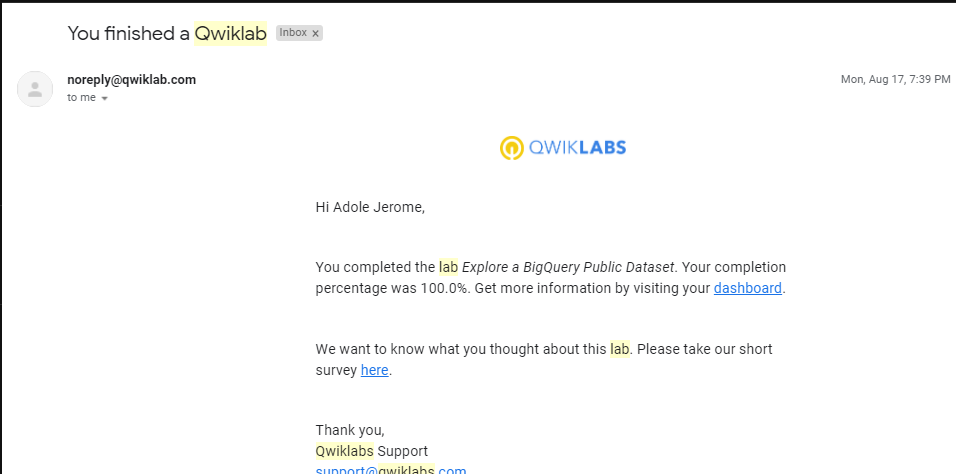 You finished a Qwiklab Inbox x
noreply@qwiklab.com Mon, Aug 17, 7:39 PM
to me
QWIKLABS
Hi Adole Jerome,
You completed the lab Explore a BigQuery Public Dataset. Your completion
percentage was 100.0%. Get more information by visiting your dashboard.
We want to know what you thought about this lab. Please take our short
survey here.
Thank you,
Qwiklabs Support
support@qwiklabs.com